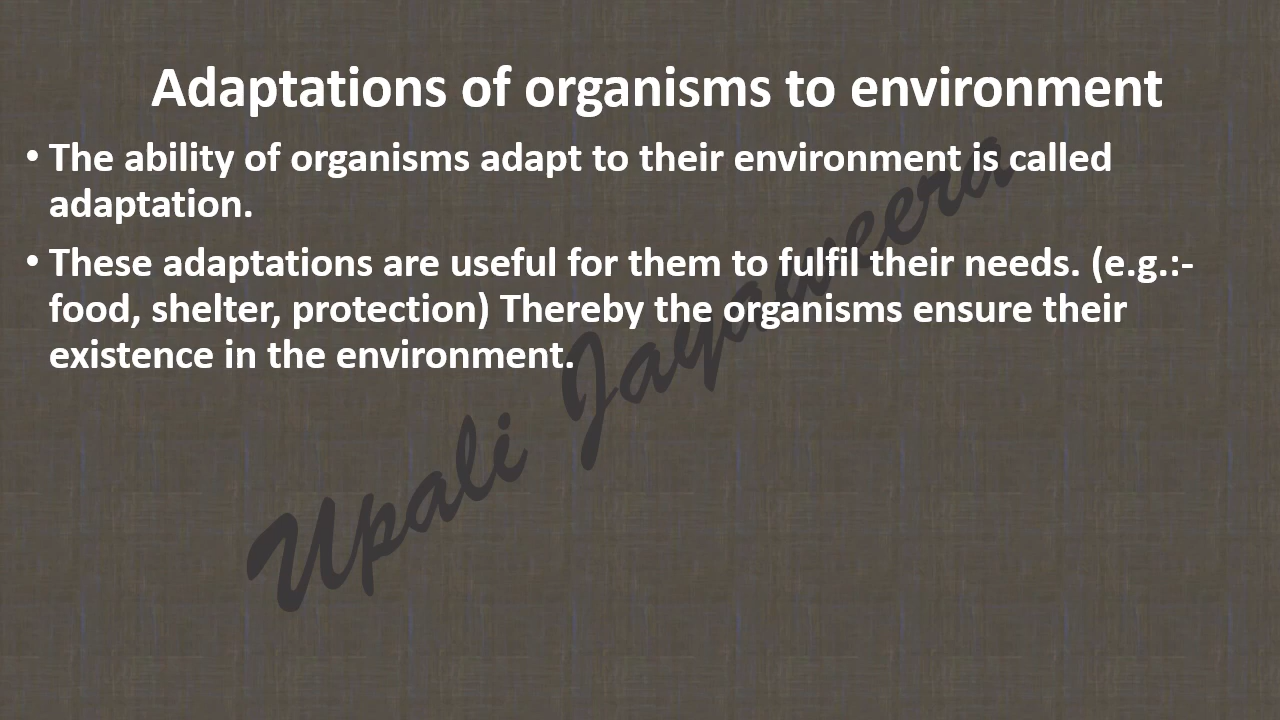 Adaptations of organisms to environment
• The ability of organisms adapt to their environment is called
adaptation.
• These adaptations are useful for them to fulfil their needs. (e.g.:-
food, shelter, protection) Thereby the organisms ensure their
existence in the environment.
Upali Jayaweera